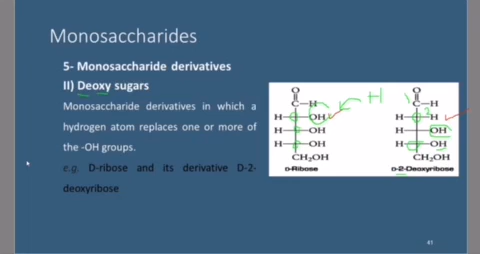 Monosaccharides
5- Monosaccharide derivatives
II) Deoxy sugars
Monosaccharide derivatives in which a
hydrogen atom replaces one or more of
the -OH groups.
e.g. D-ribose and its derivative D-2-
deoxyribose
H
O
C-H
H-OH
H-OH
H-OH
CH₂OH
D-Ribose
1
O
C-H
2
H-H
H-OH
H-OH
CH₂OH
D-2-Deoxyribose
41